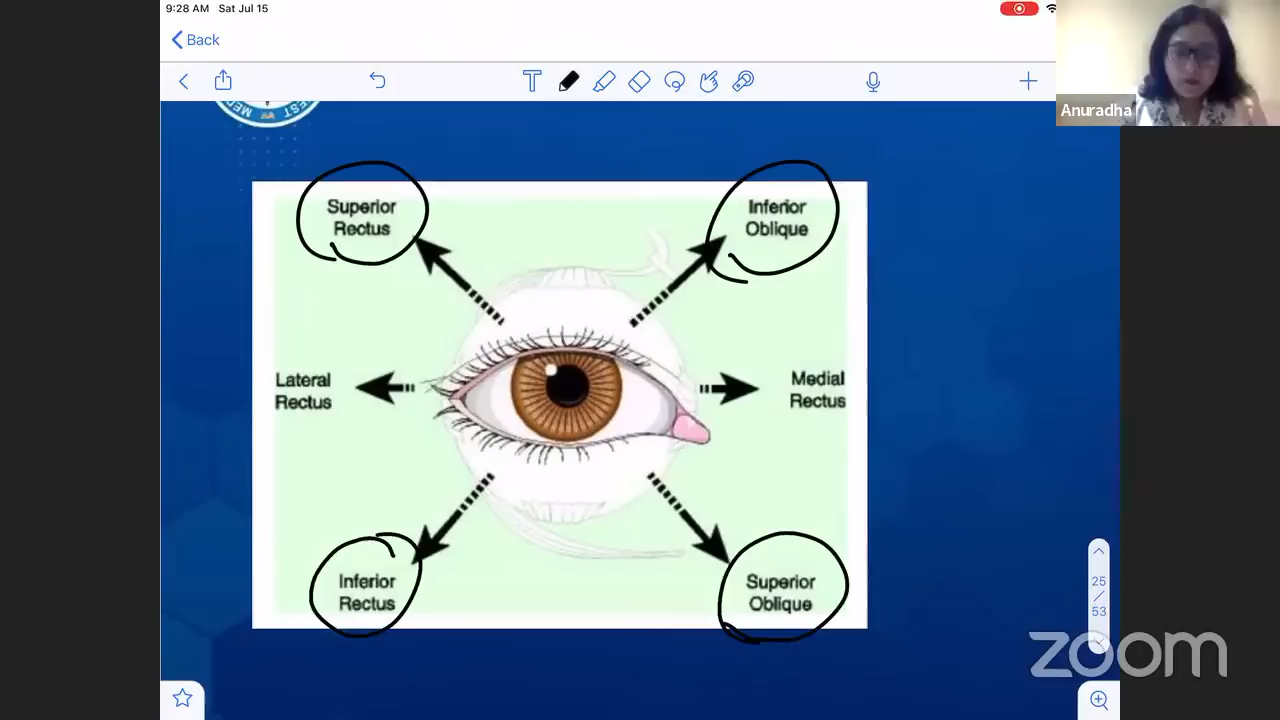 9:28 AM Sat Jul 15
Back
T
Anuradha
Superior
Rectus
Inferior
Oblique
Lateral
Rectus
Medial
Rectus
Inferior
Rectus
Superior
Oblique
25
/
53
zoom